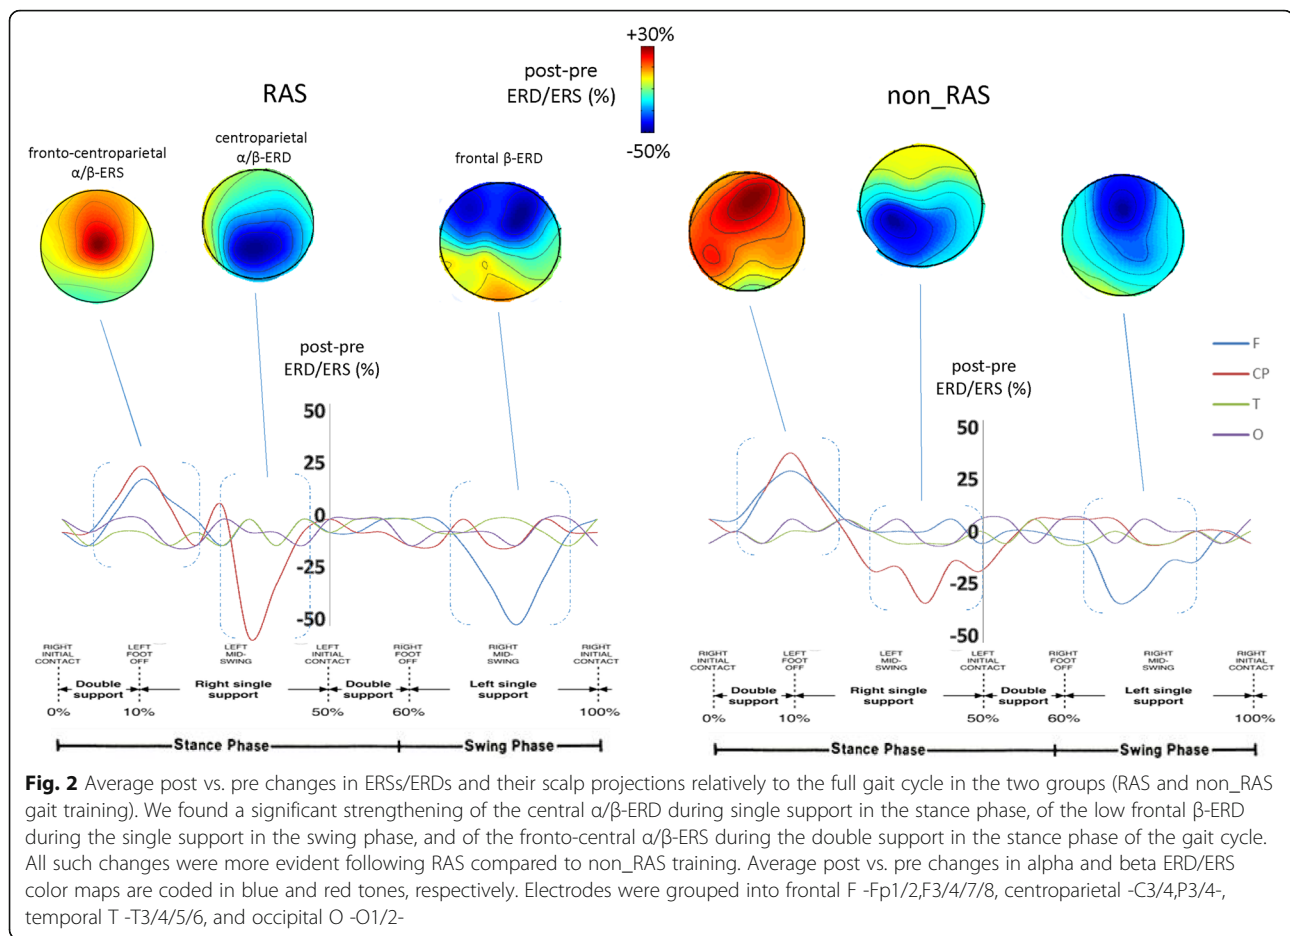 +30%
post-pre
ERD/ERS (%)
-50%
RAS
non_RAS
fronto-centroparietal
α/β-ERS
centroparietal
α/β-ERD
frontal β-ERD
post-pre
ERD/ERS (%)
50
25
0
-25
-50
RIGHT
INITIAL
CONTACT
LEFT
FOOT
OFF
LEFT
MID-
SWING
LEFT
INITIAL
CONTACT
RIGHT
FOOT
OFF
RIGHT
MID-
SWING
RIGHT
INITIAL
CONTACT
Double
support
Right single
support
Double
support
Left single
support
0%
10%
50%
60%
100%
Stance Phase
Swing Phase
post-pre
ERD/ERS (%)
50
25
0
-25
-50
F
CP
T
O
RIGHT
INITIAL
CONTACT
LEFT
FOOT
OFF
LEFT
MID-
SWING
LEFT
INITIAL
CONTACT
RIGHT
FOOT
OFF
RIGHT
MID-
SWING
RIGHT
INITIAL
CONTACT
Double
support
Right single
support
Double
support
Left single
support
0%
10%
50%
60%
100%
Stance Phase
Swing Phase
Fig. 2 Average post vs. pre changes in ERSs/ERDs and their scalp projections relatively to the full gait cycle in the two groups (RAS and non_RAS
gait training). We found a significant strengthening of the central α/β-ERD during single support in the stance phase, of the low frontal β-ERD
during the single support in the swing phase, and of the fronto-central α/β-ERS during the double support in the stance phase of the gait cycle.
All such changes were more evident following RAS compared to non_RAS training. Average post vs. pre changes in alpha and beta ERD/ERS
color maps are coded in blue and red tones, respectively. Electrodes were grouped into frontal F -Fp1/2,F3/4/7/8, centroparietal -C3/4,P3/4-,
temporal T -T3/4/5/6, and occipital O -O1/2-